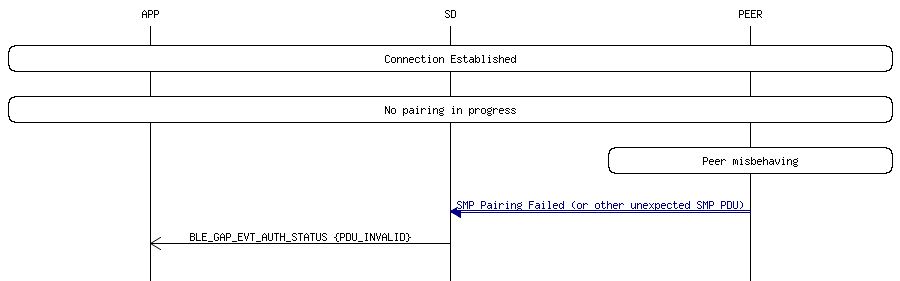 APP SD PEER
Connection Established
No pairing in progress
Peer misbehaving
SMP Pairing Failed (or other unexpected SMP PDU)
BLE_GAP_EVT_AUTH_STATUS {PDU_INVALID}